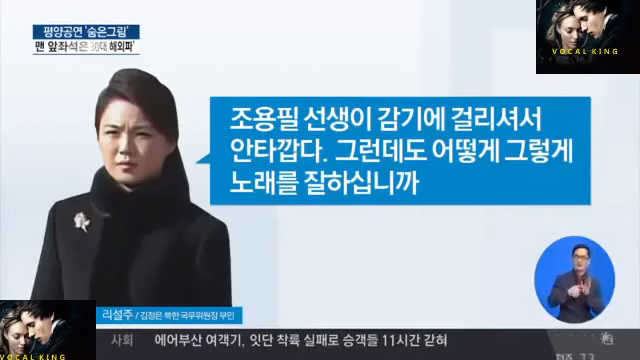 평양공연 '숨은그림'
맨 앞좌석은 30대 해외파'
VOCAL KING
조용필 선생이 감기에 걸리셔서
안타깝다. 그런데도 어떻게 그렇게
노래를 잘하십니까
리설주 / 김정은 북한 국무위원장 부인
VOCAL KING
사회 에어부산 여객기, 잇단 착륙 실패로 승객들 11시간 갇혀